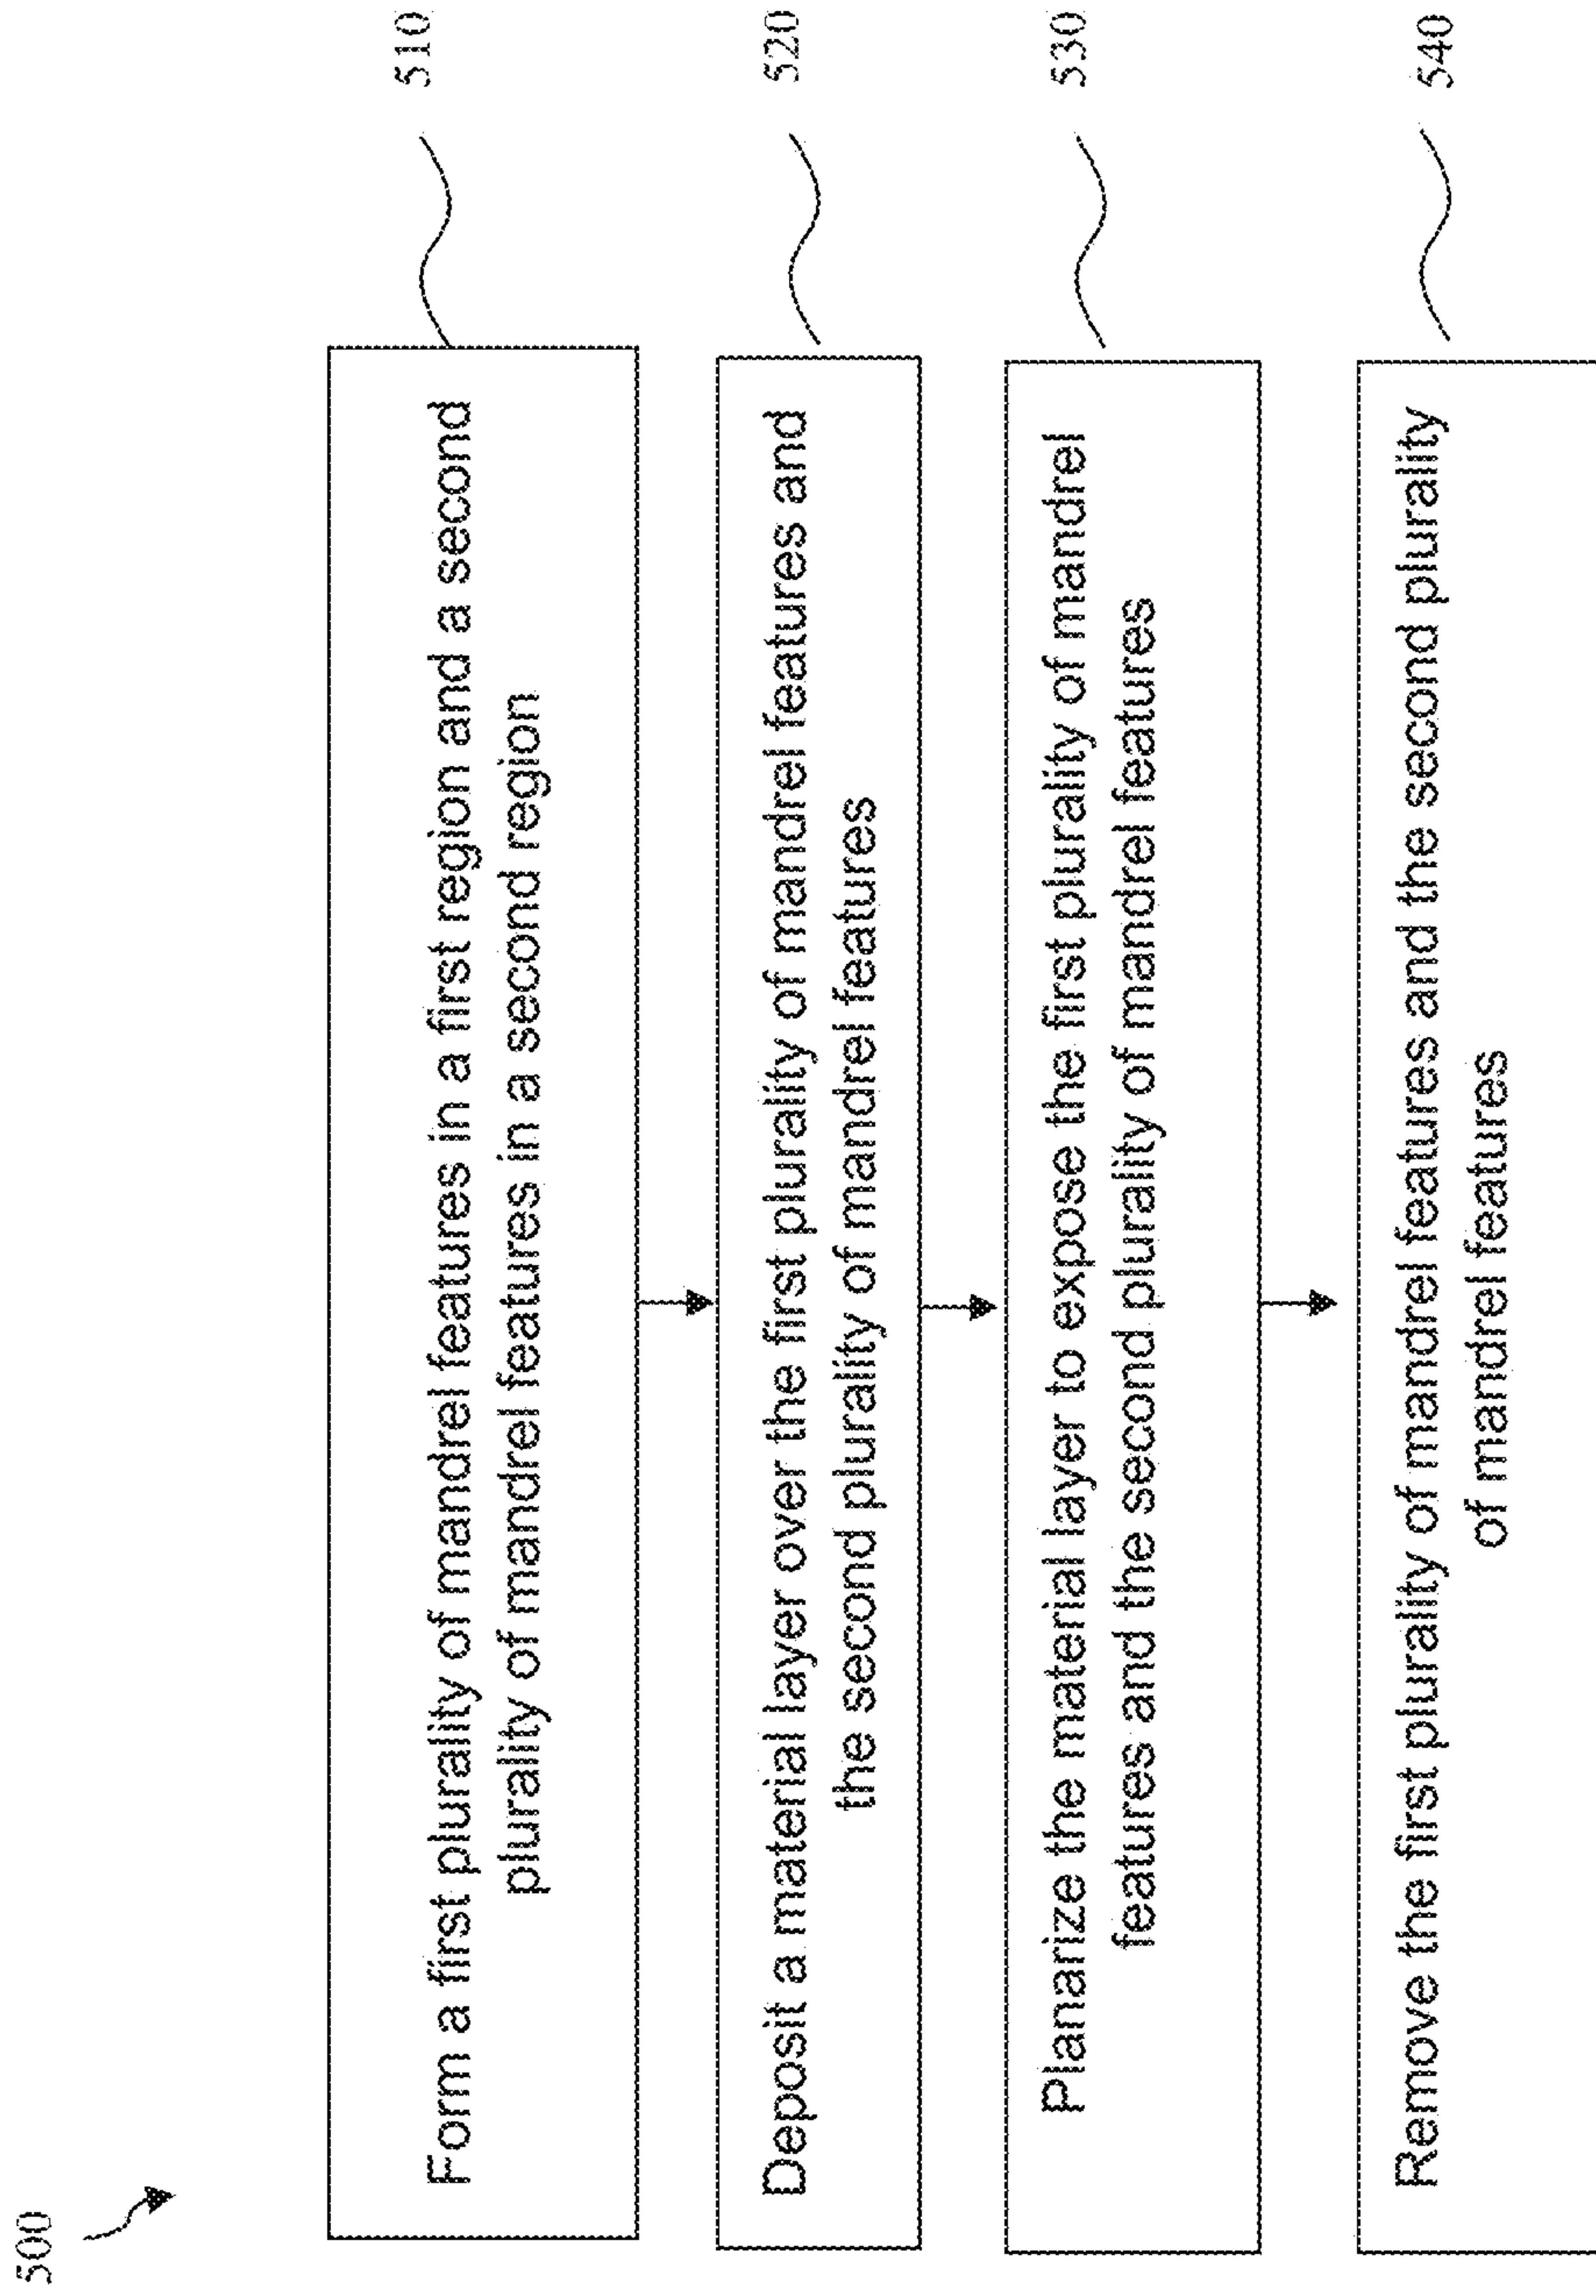 500
Form a first plurality of mandrel features in a first region and a second
plurality of mandrel features in a second region
510
Deposit a material layer over the first plurality of mandrel features and
the second plurality of mandrel features
520
Planarize the material layer to expose the first plurality of mandrel
features and the second plurality of mandrel features
530
Remove the first plurality of mandrel features and the second plurality
of mandrel features
540